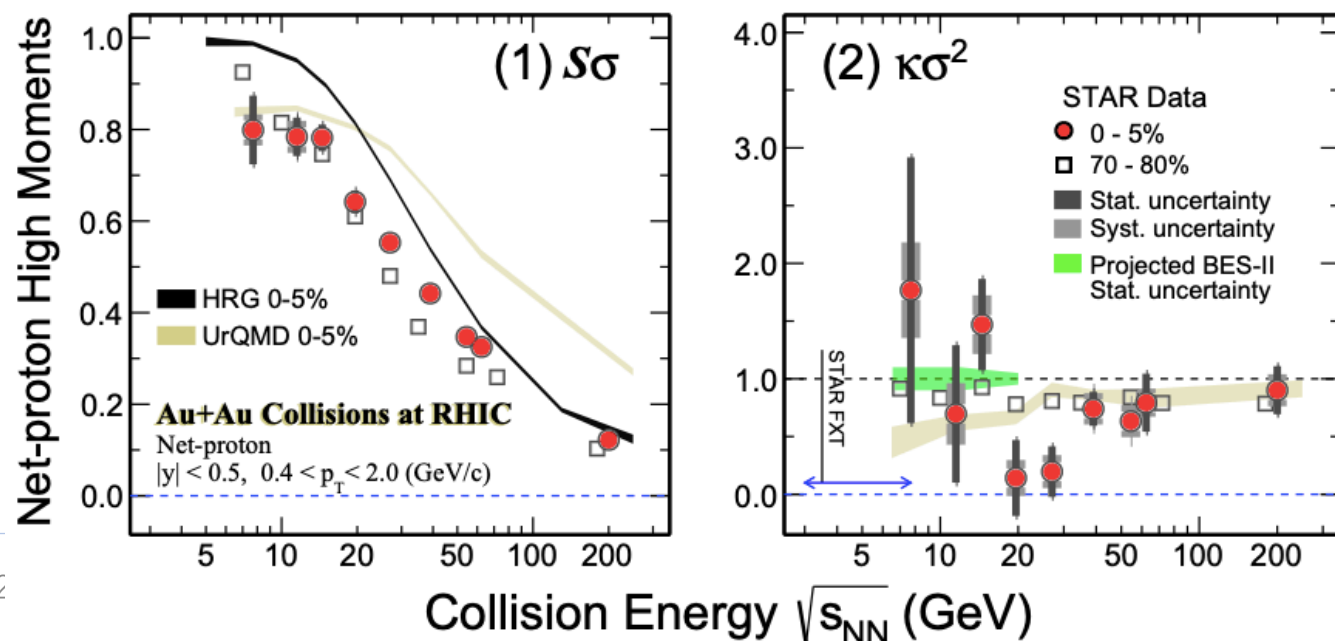 Net-proton High Moments
1.0
0.8
0.6
0.4
0.2
0.0
(1) Sσ
HRG 0-5%
UrQMD 0-5%
Au+Au Collisions at RHIC
Net-proton
|y| < 0.5, 0.4 < p_T < 2.0 (GeV/c)
5 10 20 50 100 200
4.0
3.0
2.0
1.0
0.0
(2) κσ²
STAR Data
0 - 5%
70 - 80%
Stat. uncertainty
Syst. uncertainty
Projected BES-II
Stat. uncertainty
STAR FXT
5 10 20 50 100 200
Collision Energy √s_NN (GeV)